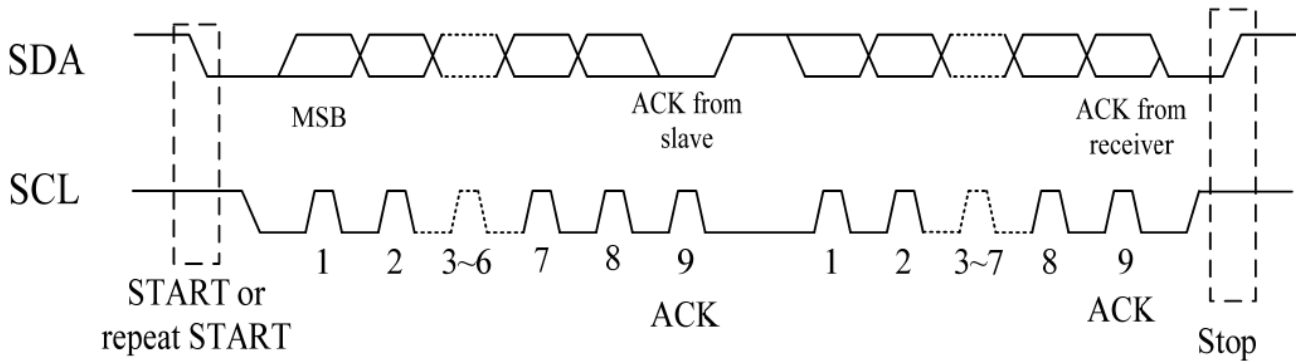 SDA
MSB
ACK from
slave
ACK from
receiver
SCL
1 2 3~6 7 8 9 1 2 3~7 8 9
START or
repeat START
ACK
ACK
Stop